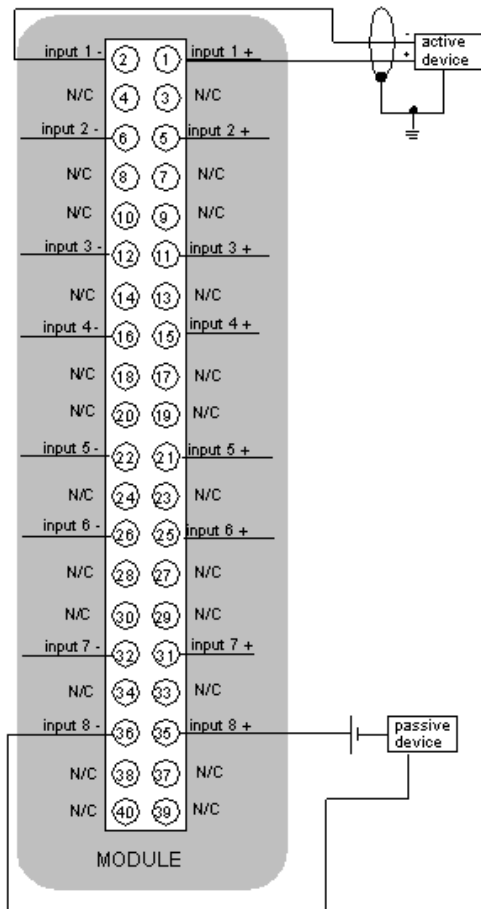 input 1 - 2 1 input 1 + - + active device
N/C 4 3 N/C
input 2 - 6 5 input 2 +
N/C 8 7 N/C
N/C 10 9 N/C
input 3 - 12 11 input 3 +
N/C 14 13 N/C
input 4 - 16 15 input 4 +
N/C 18 17 N/C
N/C 20 19 N/C
input 5 - 22 21 input 5 +
N/C 24 23 N/C
input 6 - 26 25 input 6 +
N/C 28 27 N/C
N/C 30 29 N/C
input 7 - 32 31 input 7 +
N/C 34 33 N/C
input 8 - 36 35 input 8 + passive device
N/C 38 37 N/C
N/C 40 39 N/C
MODULE